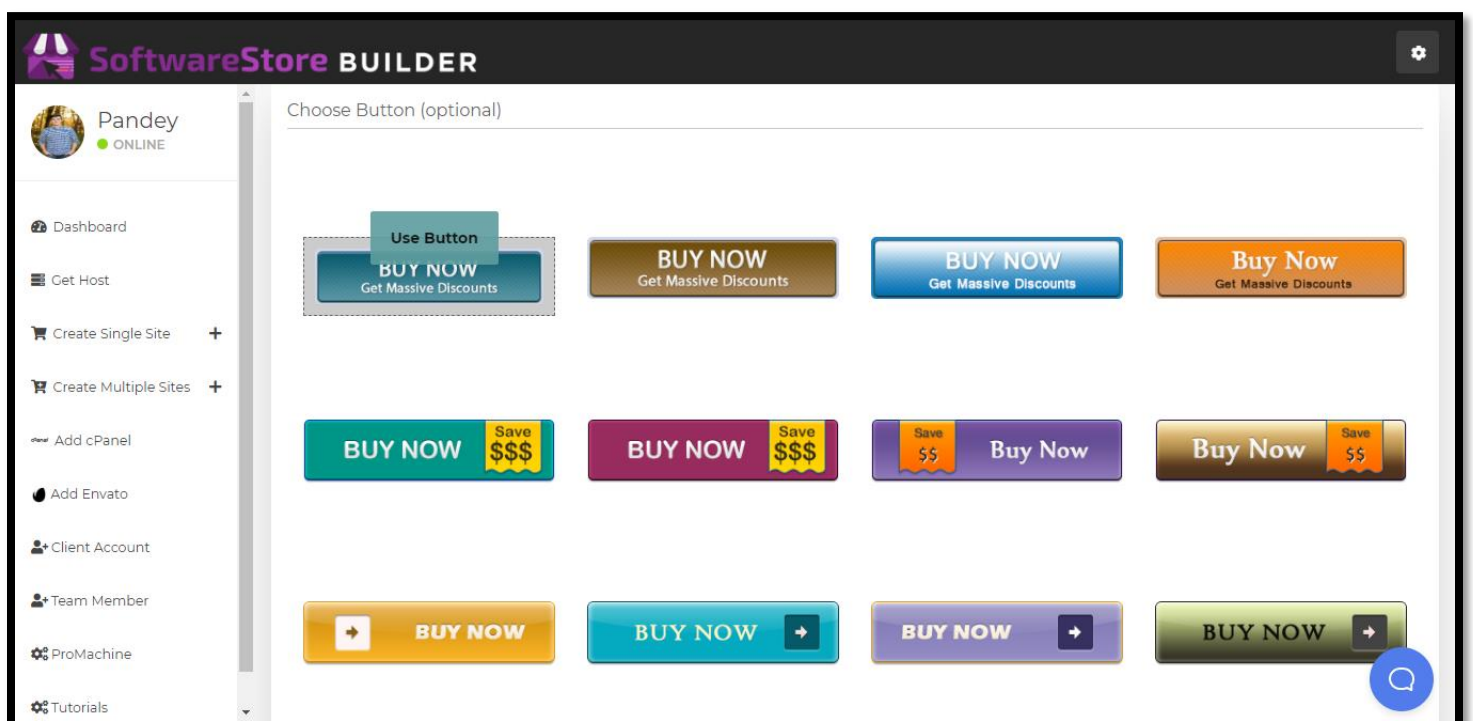 SoftwareStore BUILDER
Pandey
ONLINE
Dashboard
Get Host
Create Single Site +
Create Multiple Sites +
Add cPanel
Add Envato
Client Account
Team Member
ProMachine
Tutorials
Choose Button (optional)
Use Button
BUY NOW
Get Massive Discounts
BUY NOW
Get Massive Discounts
BUY NOW
Get Massive Discounts
Buy Now
Get Massive Discounts
BUY NOW
Save
$$$
BUY NOW
Save
$$$
Save
$$
Buy Now
Buy Now
Save
$$
BUY NOW
BUY NOW
BUY NOW
BUY NOW